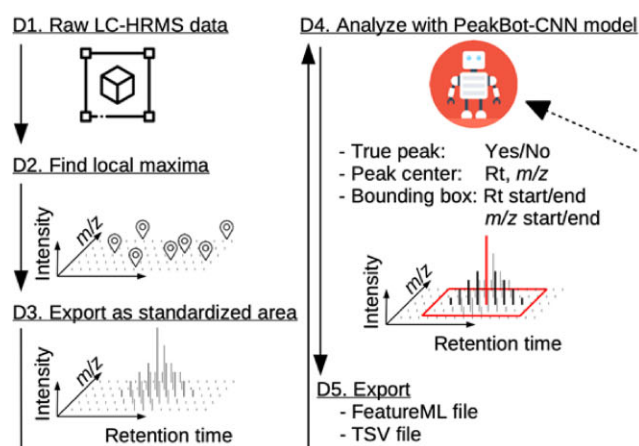 D1. Raw LC-HRMS data
D2. Find local maxima
Intensity
m/z
D3. Export as standardized area
Intensity
m/z
Retention time
D4. Analyze with PeakBot-CNN model
- True peak: Yes/No
- Peak center: Rt, m/z
- Bounding box: Rt start/end
m/z start/end
Intensity
m/z
Retention time
D5. Export
- FeatureML file
- TSV file